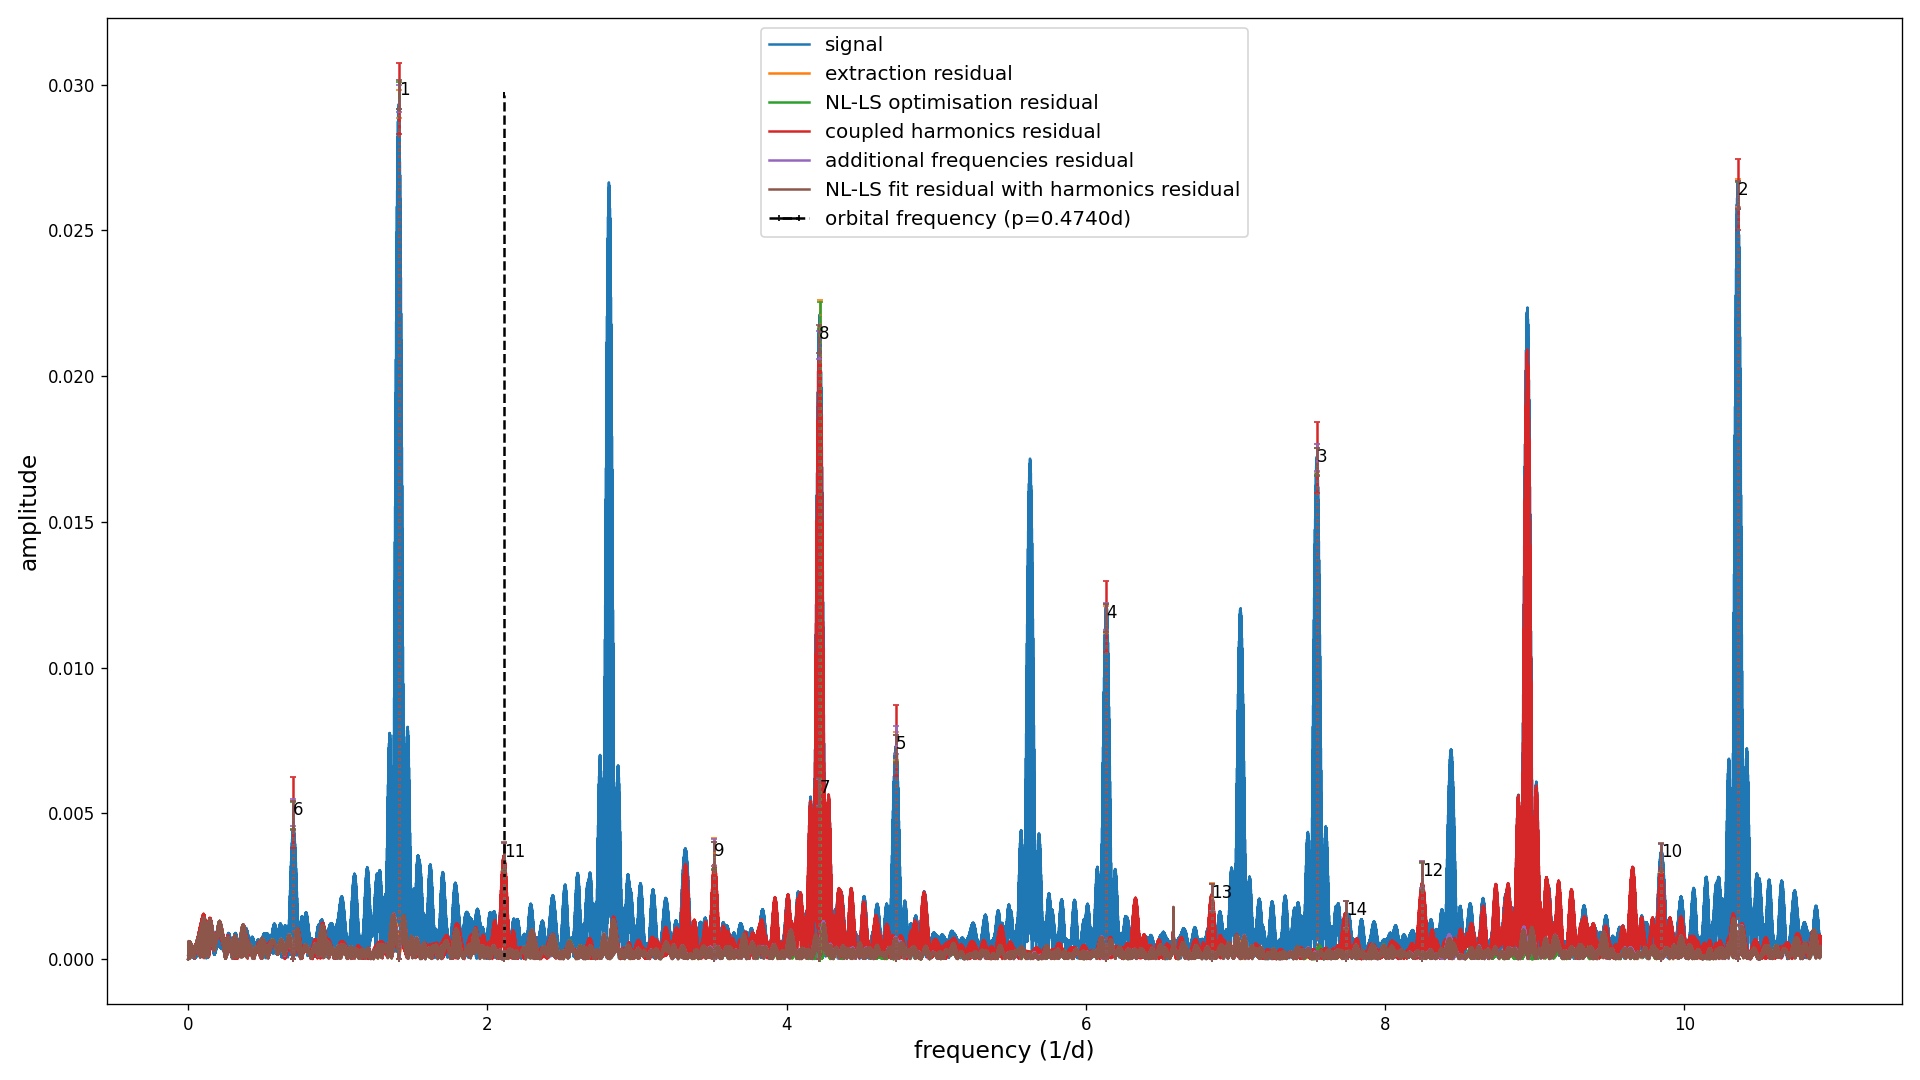 signal
extraction residual
NL-LS optimisation residual
coupled harmonics residual
additional frequencies residual
NL-LS fit residual with harmonics residual
orbital frequency (p=0.4740d)
amplitude
0.030
0.025
0.020
0.015
0.010
0.005
0.000
1
2
8
3
4
5
7
6
9
11
10
12
13
14
0 2 4 6 8 10
frequency (1/d)